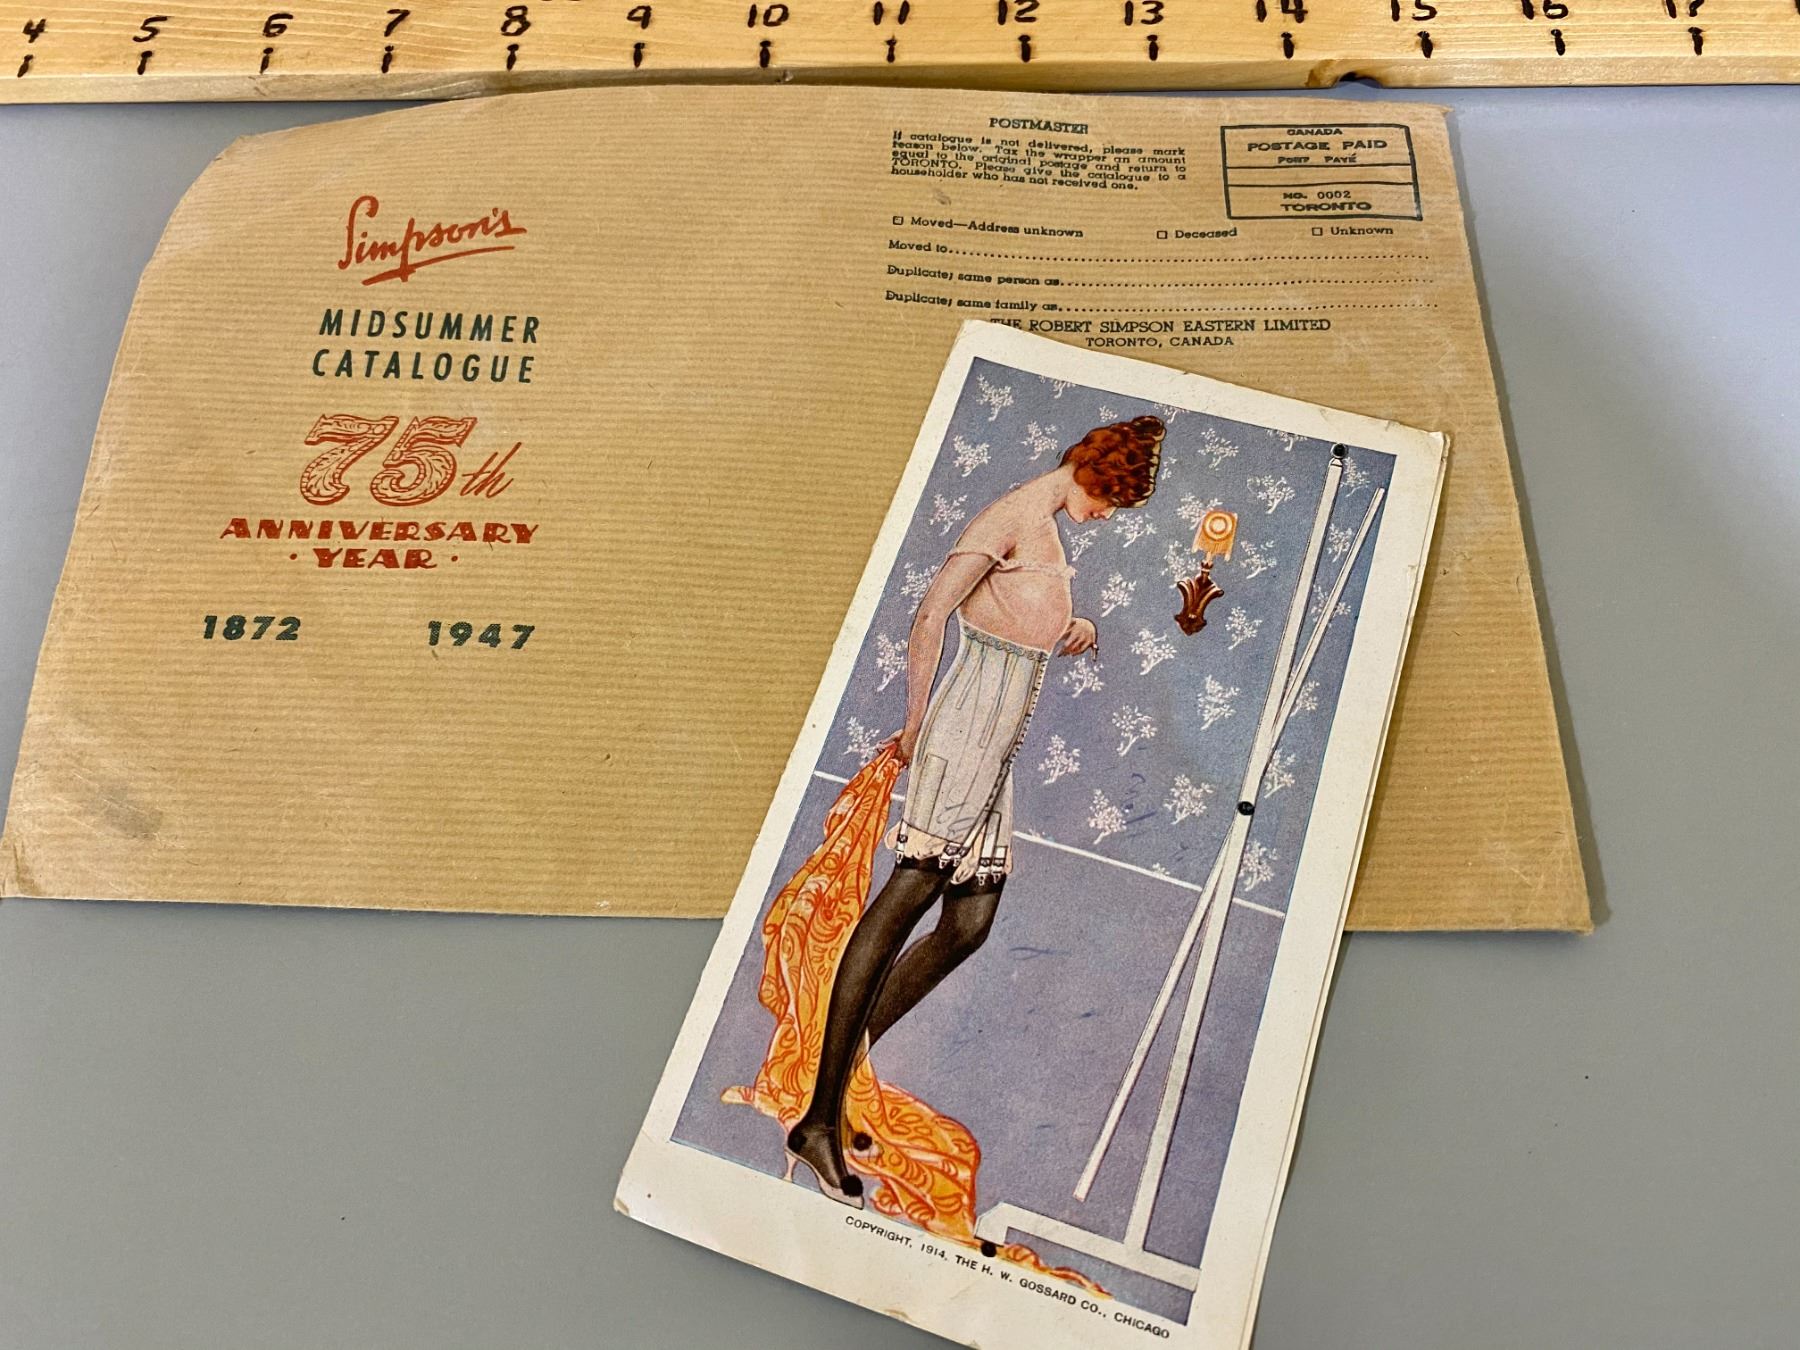 4 5 6 7 8 9 10 11 12 13 14 15 16 17
Simpson's
MIDSUMMER
CATALOGUE
75th
ANNIVERSARY
· YEAR ·
1872 1947
POSTMASTER
If catalogue is not delivered, please mark
reason below. Tax the wrapper an amount
equal to the original postage and return to
TORONTO. Please give the catalogue to a
householder who has not received one.
CANADA
POSTAGE PAID
PORT PAYÉ
NO. 0002
TORONTO
Moved—Address unknown Deceased Unknown
Moved to
Duplicate; same person as
Duplicate; same family as
THE ROBERT SIMPSON EASTERN LIMITED
TORONTO, CANADA
COPYRIGHT, 1914, THE H. W. GOSSARD CO., CHICAGO